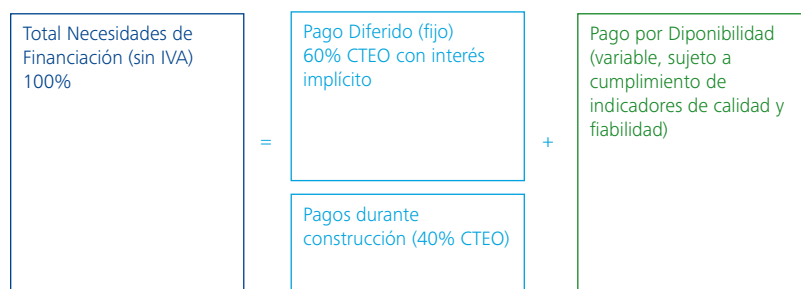 Total Necesidades de
Financiación (sin IVA)
100%
=
Pago Diferido (fijo)
60% CTEO con interés
implícito
Pagos durante
construcción (40% CTEO)
+
Pago por Diponibilidad
(variable, sujeto a
cumplimiento de
indicadores de calidad y
fiabilidad)